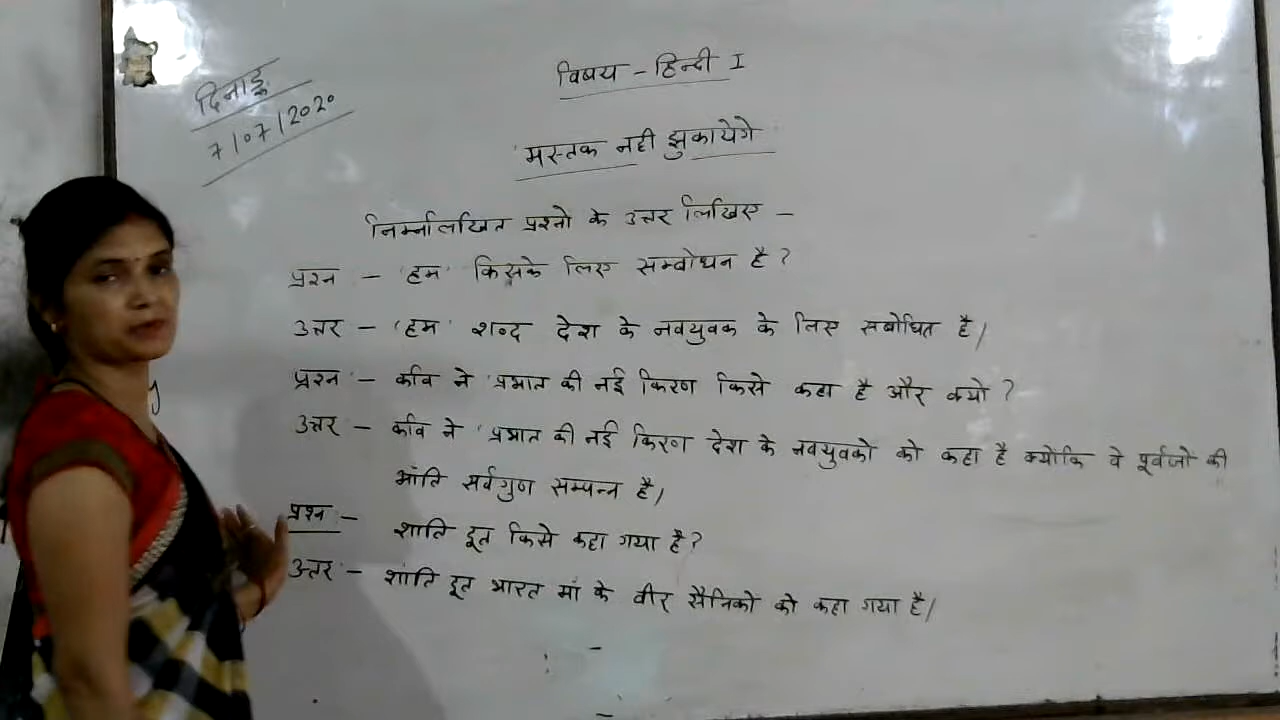 दिनाङ्क
7/07/2020
विषय - हिन्दी I
मस्तक नही झुकायेगे
निम्नलिखित प्रश्नो के उत्तर लिखिए -
प्रश्न - 'हम' किसके लिए सम्बोधन है?
उत्तर - 'हम' शब्द देश के नवयुवक के लिए सबोधित है।
प्रश्न - कवि ने 'प्रभात की नई किरण किसे कहा है और क्यो?
उत्तर - कवि ने 'प्रभात की नई किरण देश के नवयुवको को कहा है क्योकि वे पूर्वजो की
भांति सर्वगुण सम्पन्न है।
प्रश्न - शाति दूत किसे कहा गया है?
उत्तर - शांति दूत भारत मां के वीर सैनिको को कहा गया है।